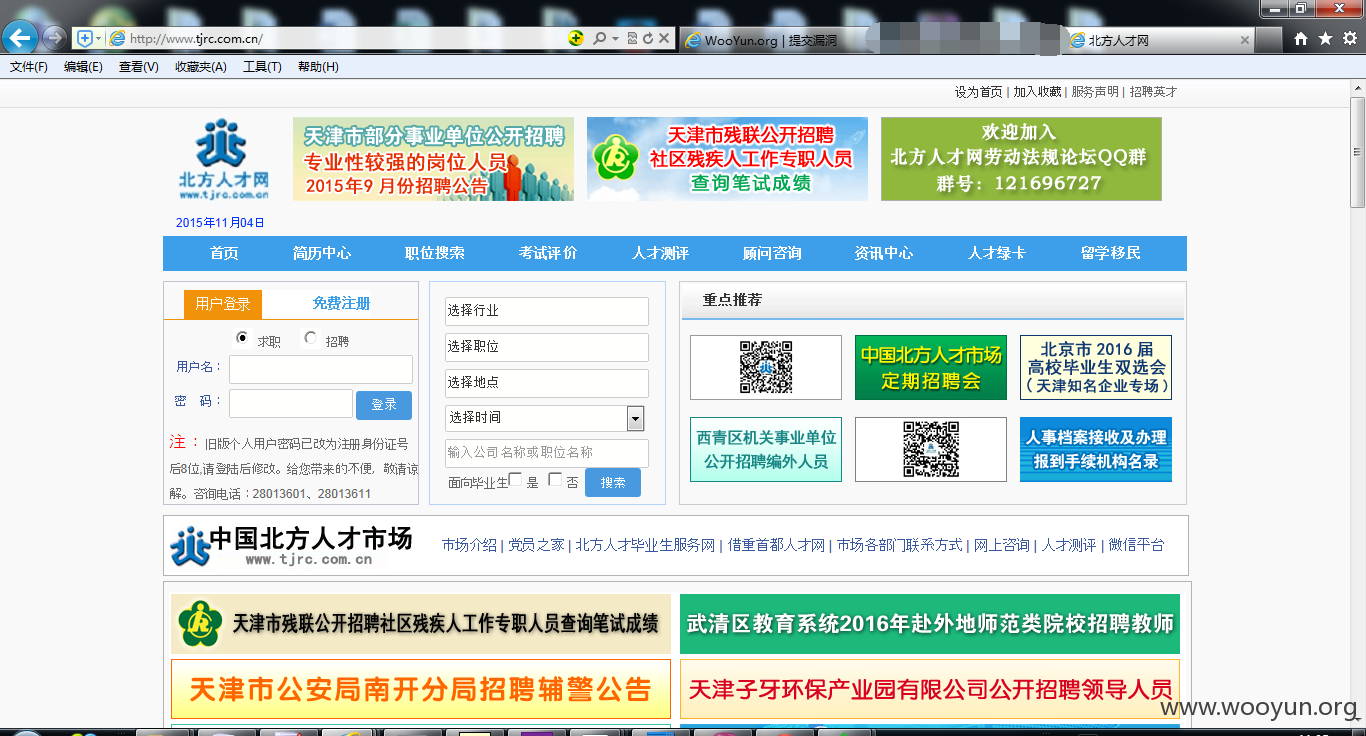 http://www.tjrc.com.cn/
WooYun.org | 提交漏洞
北方人才网
文件(F) 编辑(E) 查看(V) 收藏夹(A) 工具(T) 帮助(H)
设为首页 | 加入收藏 | 服务声明 | 招聘英才
北方人才网
www.tjrc.com.cn
天津市部分事业单位公开招聘
专业性较强的岗位人员
2015年9月份招聘公告
天津市残联公开招聘
社区残疾人工作专职人员
查询笔试成绩
欢迎加入
北方人才网劳动法规论坛QQ群
群号：121696727
2015年11月04日
首页 简历中心 职位搜索 考试评价 人才测评 顾问咨询 资讯中心 人才绿卡 留学移民
用户登录 免费注册
求职 招聘
用户名：
密 码：
登录
注：旧版个人用户密码已改为注册身份证号
后8位,请登陆后修改。给您带来的不便，敬请谅
解。咨询电话：28013601、28013611
选择行业
选择职位
选择地点
选择时间
输入公司名称或职位名称
面向毕业生 是 否 搜索
重点推荐
中国北方人才市场
定期招聘会
北京市 2016 届
高校毕业生双选会
（天津知名企业专场）
西青区机关事业单位
公开招聘编外人员
人事档案接收及办理
报到手续机构名录
中国北方人才市场
www.tjrc.com.cn
市场介绍 | 党员之家 | 北方人才毕业生服务网 | 借重首都人才网 | 市场各部门联系方式 | 网上咨询 | 人才测评 | 微信平台
天津市残联公开招聘社区残疾人工作专职人员查询笔试成绩
武清区教育系统2016年赴外地师范类院校招聘教师
天津市公安局南开分局招聘辅警公告
天津子牙环保产业园有限公司公开招聘领导人员
www.wooyun.org